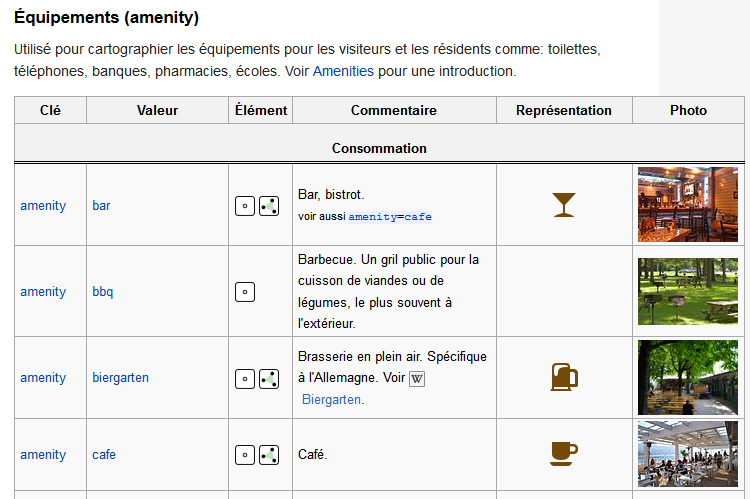 Équipements (amenity)
Utilisé pour cartographier les équipements pour les visiteurs et les résidents comme: toilettes,
téléphones, banques, pharmacies, écoles. Voir Amenities pour une introduction.
Clé Valeur Élément Commentaire Représentation Photo
Consommation
amenity bar Bar, bistrot.
voir aussi amenity=cafe
amenity bbq Barbecue. Un gril public pour la
cuisson de viandes ou de
légumes, le plus souvent à
l'extérieur.
amenity biergarten Brasserie en plein air. Spécifique
à l'Allemagne. Voir W
Biergarten.
amenity cafe Café.